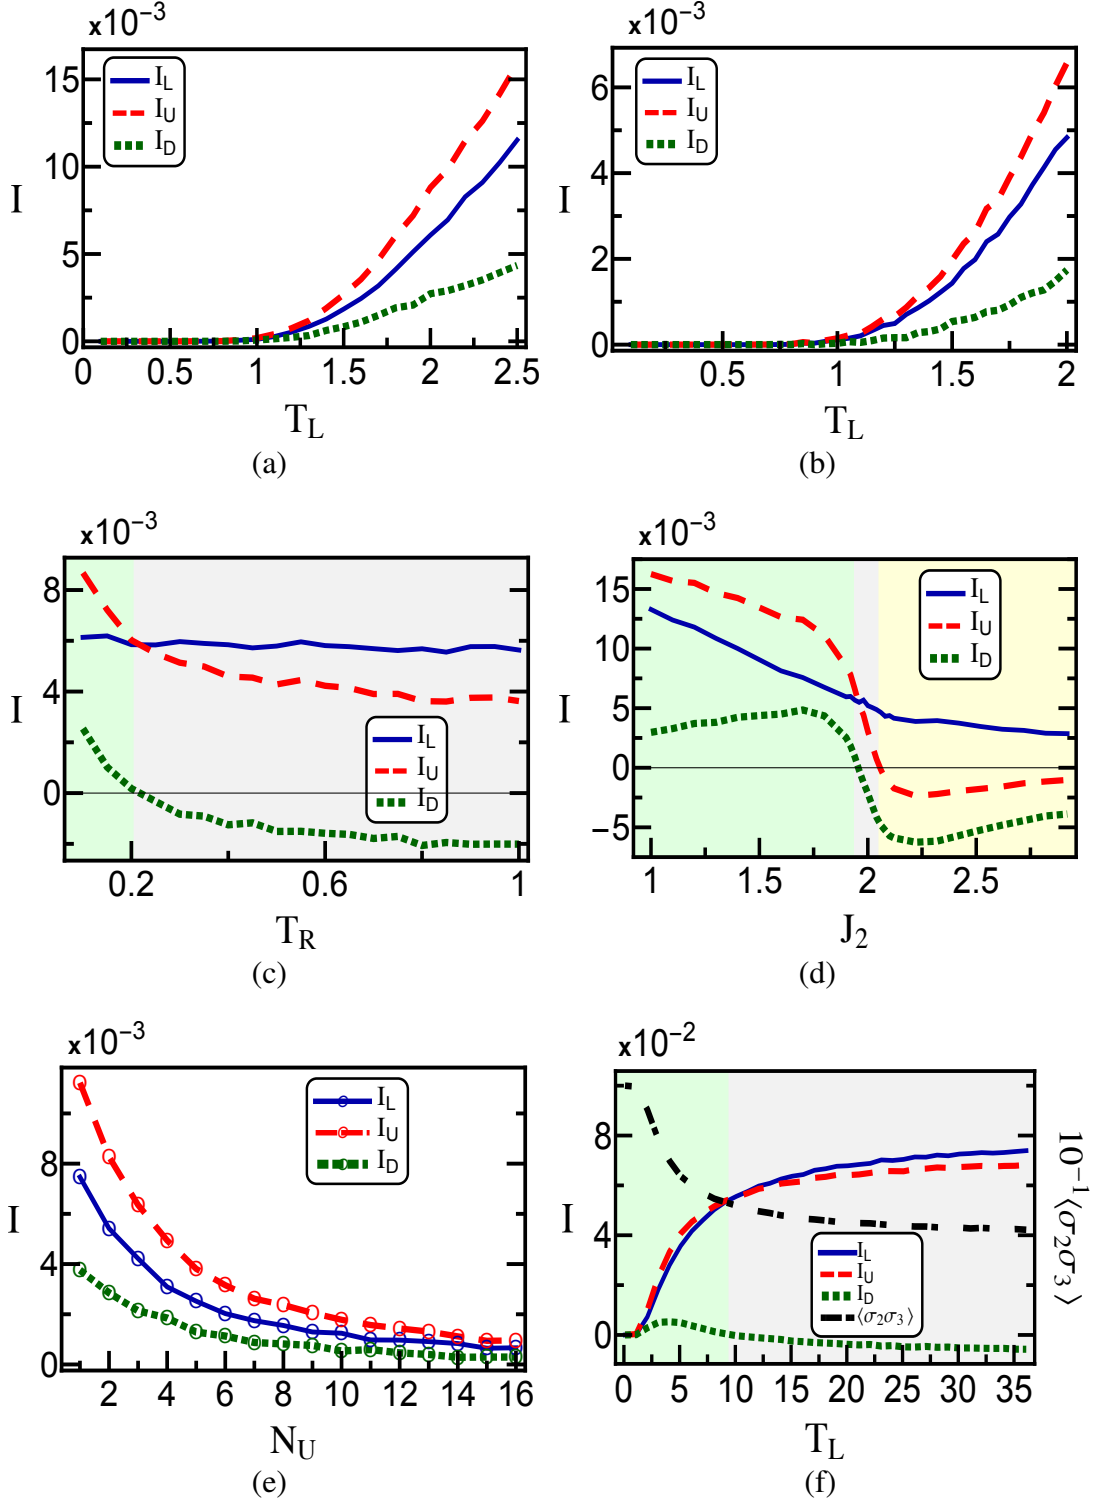 x10⁻³
15
10
5
0
I
I_L
I_U
I_D
0 0.5 1 1.5 2 2.5
T_L
(a)
x10⁻³
6
4
2
0
I
I_L
I_U
I_D
0.5 1 1.5 2
T_L
(b)
x10⁻³
8
4
0
I
I_L
I_U
I_D
0.2 0.6 1
T_R
(c)
x10⁻³
15
10
5
0
−5
I
I_L
I_U
I_D
1 1.5 2 2.5
J_2
(d)
x10⁻³
8
4
0
I
I_L
I_U
I_D
2 4 6 8 10 12 14 16
N_U
(e)
x10⁻²
8
4
0
I
I_L
I_U
I_D
⟨σ₂σ₃⟩
10⁻¹⟨σ₂σ₃⟩
0 5 10 15 20 25 30 35
T_L
(f)